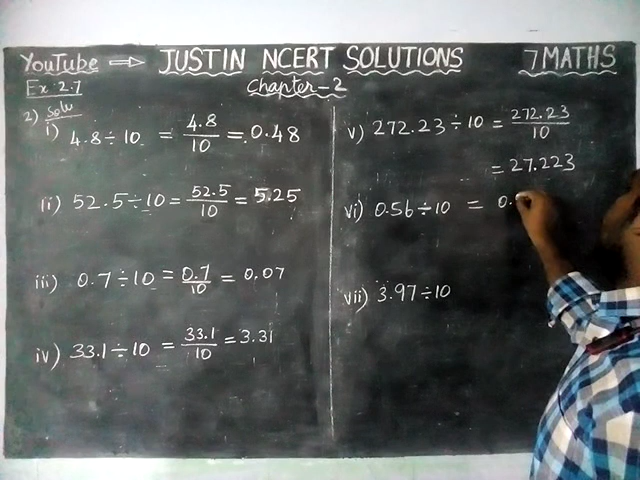 YouTube ⇒ JUSTIN NCERT SOLUTIONS 7 MATHS
Ex 2.7 Chapter-2
2) Solu
i) 4.8 ÷ 10 = 4.8/10 = 0.48
ii) 52.5 ÷ 10 = 52.5/10 = 5.25
iii) 0.7 ÷ 10 = 0.7/10 = 0.07
iv) 33.1 ÷ 10 = 33.1/10 = 3.31
v) 272.23 ÷ 10 = 272.23/10
= 27.223
vi) 0.56 ÷ 10 = 0.
vii) 3.97 ÷ 10